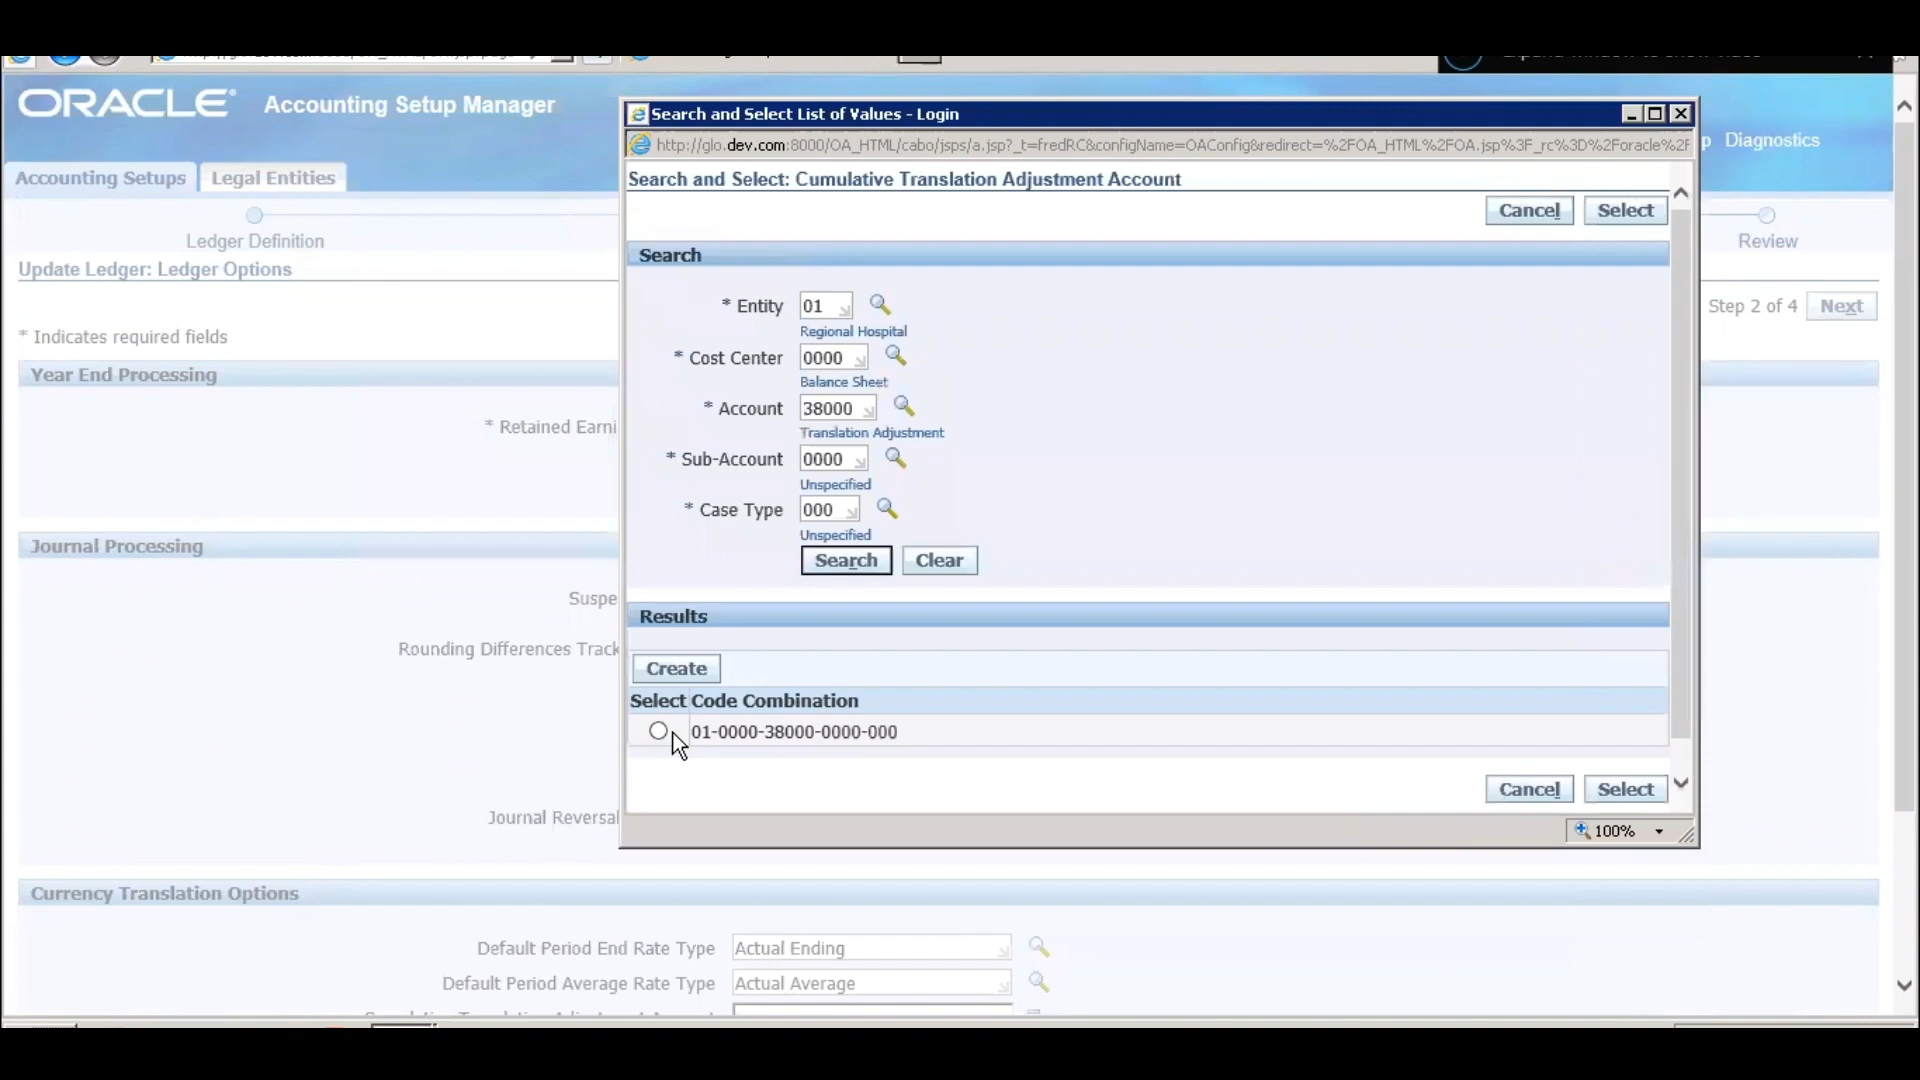 ORACLE® Accounting Setup Manager
Diagnostics
Accounting Setups
Legal Entities
Ledger Definition
Review
Update Ledger: Ledger Options
Step 2 of 4
Next
* Indicates required fields
Year End Processing
* Retained Earni
Journal Processing
Suspe
Rounding Differences Track
Journal Reversal
Currency Translation Options
Default Period End Rate Type
Actual Ending
Default Period Average Rate Type
Actual Average
Search and Select List of Values - Login
http://glo.dev.com:8000/OA_HTML/cabo/jsps/a.jsp?_t=fredRC&configName=OAConfig&redirect=%2FOA_HTML%2FOA.jsp%3F_rc%3D%2Foracle%2F
Search and Select: Cumulative Translation Adjustment Account
Cancel
Select
Search
* Entity 01
Regional Hospital
* Cost Center 0000
Balance Sheet
* Account 38000
Translation Adjustment
* Sub-Account 0000
Unspecified
* Case Type 000
Unspecified
Search
Clear
Results
Create
Select Code Combination
01-0000-38000-0000-000
Cancel
Select
100%